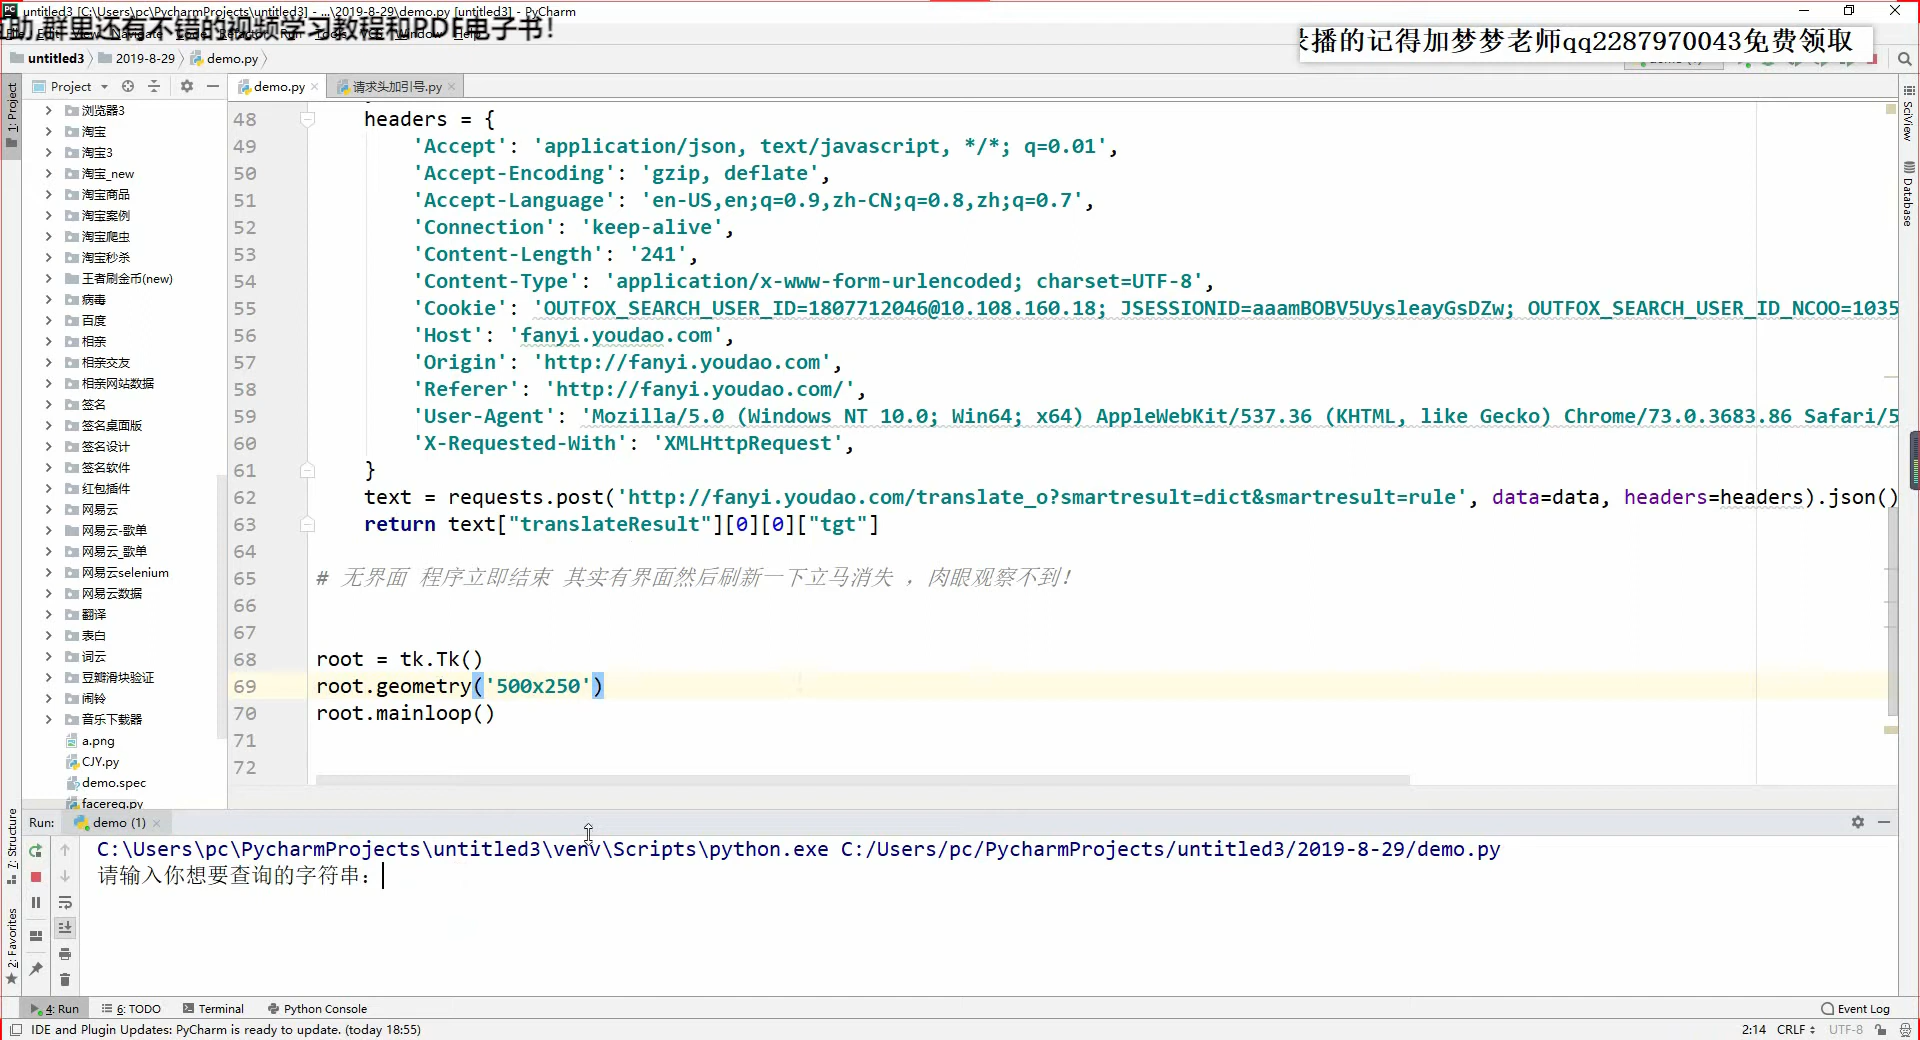 untitled3 [C:\Users\pc\PycharmProjects\untitled3] - ...\2019-8-29\demo.py [untitled3] - PyCharm
助,群里还有不错的视频学习教程和PDF电子书!
播的记得加梦梦老师qq2287970043免费领取
untitled3 2019-8-29 demo.py
Project
demo.py 请求头加引号.py
1: Project
SciView
Database
浏览器3
淘宝
淘宝3
淘宝_new
淘宝商品
淘宝案例
淘宝爬虫
淘宝秒杀
王者刷金币(new)
病毒
百度
相亲
相亲交友
相亲网站数据
签名
签名桌面版
签名设计
签名软件
红包插件
网易云
网易云-歌单
网易云_歌单
网易云selenium
网易云数据
翻译
表白
词云
豆瓣滑块验证
闹铃
音乐下载器
a.png
CJY.py
demo.spec
facereg.py
48 headers = {
49 'Accept': 'application/json, text/javascript, */*; q=0.01',
50 'Accept-Encoding': 'gzip, deflate',
51 'Accept-Language': 'en-US,en;q=0.9,zh-CN;q=0.8,zh;q=0.7',
52 'Connection': 'keep-alive',
53 'Content-Length': '241',
54 'Content-Type': 'application/x-www-form-urlencoded; charset=UTF-8',
55 'Cookie': 'OUTFOX_SEARCH_USER_ID=1807712046@10.108.160.18; JSESSIONID=aaamBOBV5UysleayGsDZw; OUTFOX_SEARCH_USER_ID_NCOO=1035
56 'Host': 'fanyi.youdao.com',
57 'Origin': 'http://fanyi.youdao.com',
58 'Referer': 'http://fanyi.youdao.com/',
59 'User-Agent': 'Mozilla/5.0 (Windows NT 10.0; Win64; x64) AppleWebKit/537.36 (KHTML, like Gecko) Chrome/73.0.3683.86 Safari/5
60 'X-Requested-With': 'XMLHttpRequest',
61 }
62 text = requests.post('http://fanyi.youdao.com/translate_o?smartresult=dict&smartresult=rule', data=data, headers=headers).json()
63 return text["translateResult"][0][0]["tgt"]
64
65 # 无界面 程序立即结束 其实有界面然后刷新一下立马消失 ，肉眼观察不到!
66
67
68 root = tk.Tk()
69 root.geometry('500x250')
70 root.mainloop()
71
72
Run: demo (1)
C:\Users\pc\PycharmProjects\untitled3\venv\Scripts\python.exe C:/Users/pc/PycharmProjects/untitled3/2019-8-29/demo.py
请输入你想要查询的字符串:
Z: Structure
2: Favorites
4: Run 6: TODO Terminal Python Console Event Log
IDE and Plugin Updates: PyCharm is ready to update. (today 18:55) 2:14 CRLF UTF-8